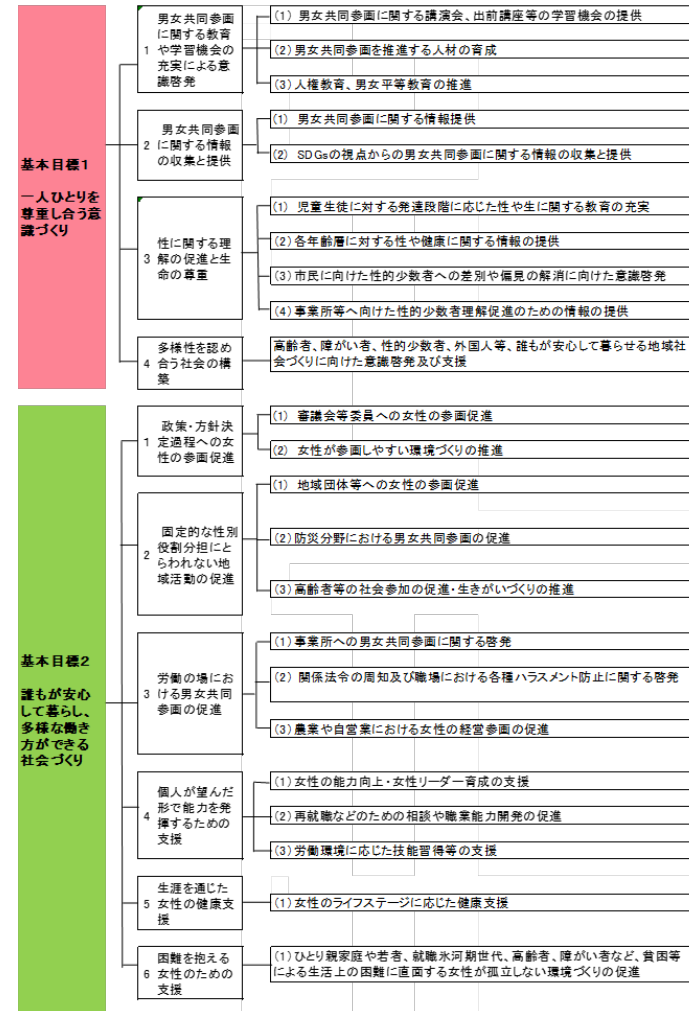 基本目標1
一人ひとりを
尊重し合う意
識づくり
1
男女共同参画
に関する教育
や学習機会の
充実による意
識啓発
(1) 男女共同参画に関する講演会、出前講座等の学習機会の提供
(2)男女共同参画を推進する人材の育成
(3)人権教育、男女平等教育の推進
2
男女共同参画
に関する情報
の収集と提供
(1) 男女共同参画に関する情報提供
(2) SDGsの視点からの男女共同参画に関する情報の収集と提供
3
性に関する理
解の促進と生
命の尊重
(1) 児童生徒に対する発達段階に応じた性や生に関する教育の充実
(2)各年齢層に対する性や健康に関する情報の提供
(3)市民に向けた性的少数者への差別や偏見の解消に向けた意識啓発
(4)事業所等へ向けた性的少数者理解促進のための情報の提供
4
多様性を認め
合う社会の構
築
高齢者、障がい者、性的少数者、外国人等、誰もが安心して暮らせる地域社
会づくりに向けた意識啓発及び支援
基本目標2
誰もが安心
して暮らし、
多様な働き
方ができる
社会づくり
1
政策・方針決
定過程への女
性の参画促進
(1) 審議会等委員への女性の参画促進
(2) 女性が参画しやすい環境づくりの推進
2
固定的な性別
役割分担にと
らわれない地
域活動の促進
(1) 地域団体等への女性の参画促進
(2)防災分野における男女共同参画の促進
(3)高齢者等の社会参加の促進・生きがいづくりの推進
3
労働の場にお
ける男女共同
参画の促進
(1)事業所への男女共同参画に関する啓発
(2) 関係法令の周知及び職場における各種ハラスメント防止に関する啓発
(3)農業や自営業における女性の経営参画の促進
4
個人が望んだ
形で能力を発
揮するための
支援
(1)女性の能力向上・女性リーダー育成の支援
(2)再就職などのための相談や職業能力開発の促進
(3)労働環境に応じた技能習得等の支援
5
生涯を通じた
女性の健康支
援
(1)女性のライフステージに応じた健康支援
6
困難を抱える
女性のための
支援
(1)ひとり親家庭や若者、就職氷河期世代、高齢者、障がい者など、貧困等
による生活上の困難に直面する女性が孤立しない環境づくりの促進